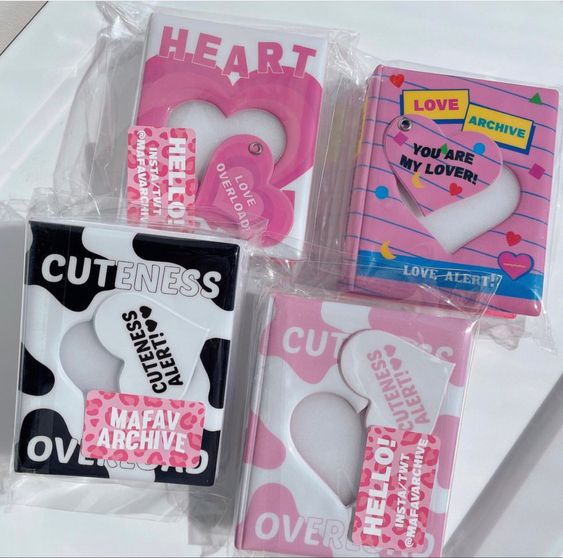 HEART
LOVE
OVERLOAD!
HELLO!
INSTA/TWT
@MAFAVARCHIVE
LOVE
ARCHIVE
YOU ARE
MY LOVER!
LOVE ALERT!?
CUTENESS
CUTENESS
ALERT!
MAFAV
ARCHIVE
OVERLOAD
CUTENESS
CUTENESS
ALERT!
HELLO!
INSTA/TWT
@MAFAVARCHIVE